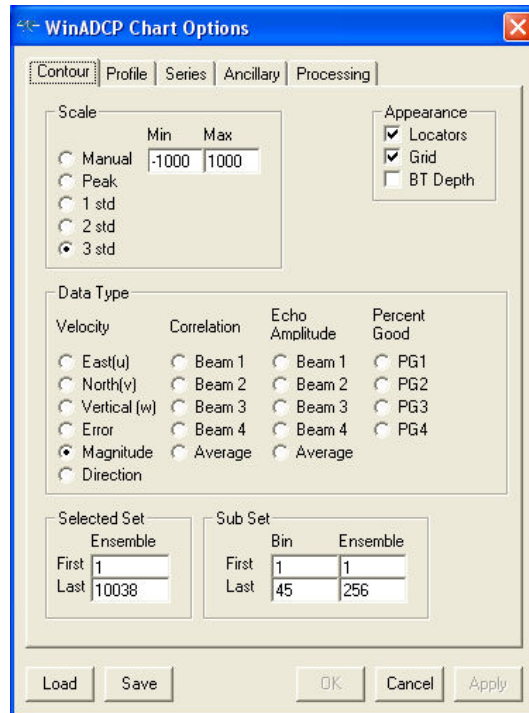 WinADCP Chart Options
Contour Profile Series Ancillary Processing
Scale
Min Max
Manual -1000 1000
Peak
1 std
2 std
3 std
Appearance
Locators
Grid
BT Depth
Data Type
Velocity
East(u)
North(v)
Vertical (w)
Error
Magnitude
Direction
Correlation
Beam 1
Beam 2
Beam 3
Beam 4
Average
Echo
Amplitude
Beam 1
Beam 2
Beam 3
Beam 4
Average
Percent
Good
PG1
PG2
PG3
PG4
Selected Set
Ensemble
First 1
Last 10038
Sub Set
Bin Ensemble
First 1 1
Last 45 256
Load Save OK Cancel Apply